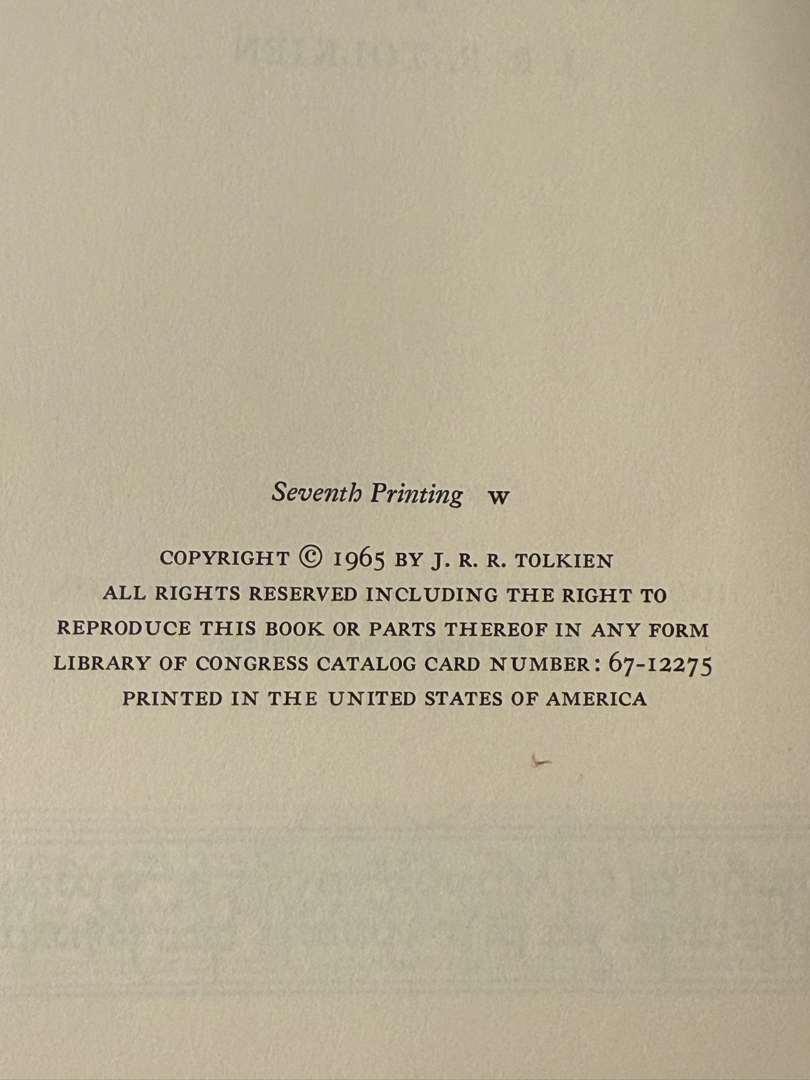 Seventh Printing w
COPYRIGHT © 1965 BY J. R. R. TOLKIEN
ALL RIGHTS RESERVED INCLUDING THE RIGHT TO
REPRODUCE THIS BOOK OR PARTS THEREOF IN ANY FORM
LIBRARY OF CONGRESS CATALOG CARD NUMBER: 67-12275
PRINTED IN THE UNITED STATES OF AMERICA